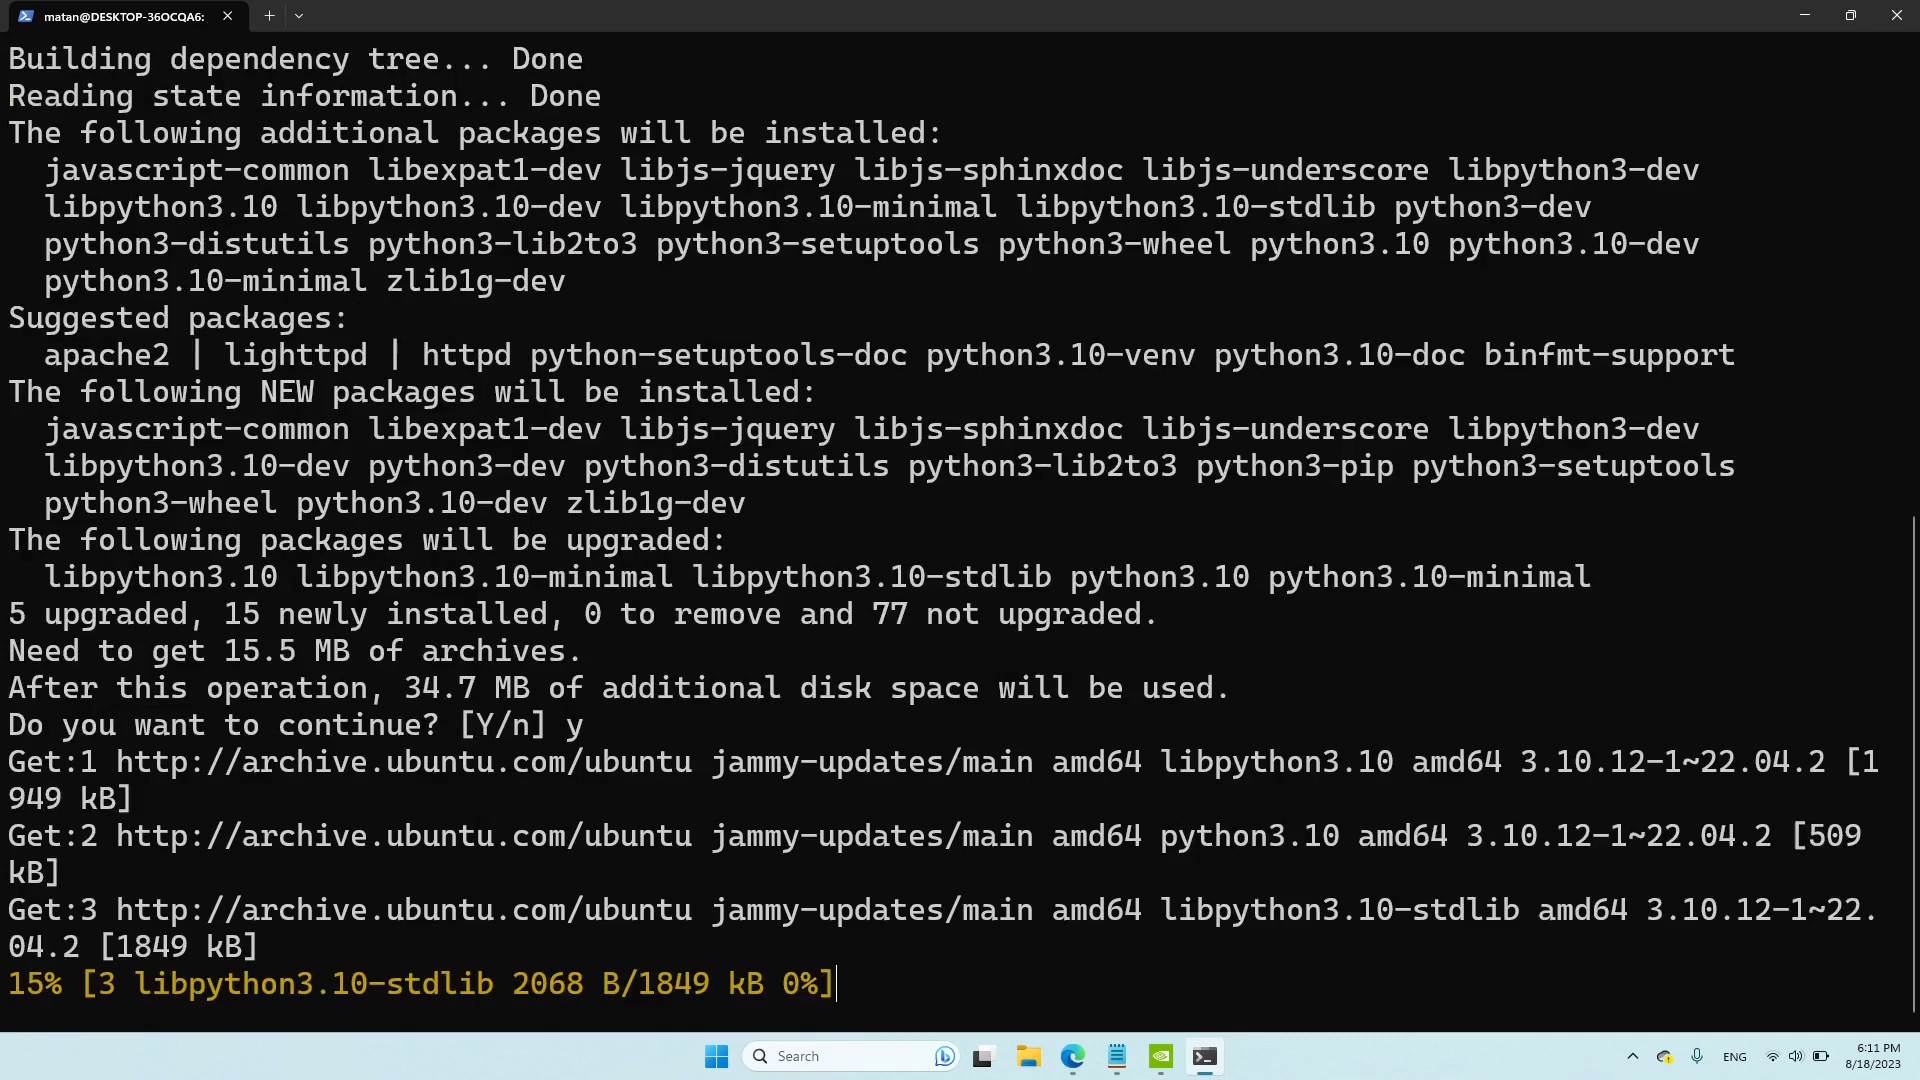 matan@DESKTOP-36OCQA6:
Building dependency tree... Done
Reading state information... Done
The following additional packages will be installed:
  javascript-common libexpat1-dev libjs-jquery libjs-sphinxdoc libjs-underscore libpython3-dev
  libpython3.10 libpython3.10-dev libpython3.10-minimal libpython3.10-stdlib python3-dev
  python3-distutils python3-lib2to3 python3-setuptools python3-wheel python3.10 python3.10-dev
  python3.10-minimal zlib1g-dev
Suggested packages:
  apache2 | lighttpd | httpd python-setuptools-doc python3.10-venv python3.10-doc binfmt-support
The following NEW packages will be installed:
  javascript-common libexpat1-dev libjs-jquery libjs-sphinxdoc libjs-underscore libpython3-dev
  libpython3.10-dev python3-dev python3-distutils python3-lib2to3 python3-pip python3-setuptools
  python3-wheel python3.10-dev zlib1g-dev
The following packages will be upgraded:
  libpython3.10 libpython3.10-minimal libpython3.10-stdlib python3.10 python3.10-minimal
5 upgraded, 15 newly installed, 0 to remove and 77 not upgraded.
Need to get 15.5 MB of archives.
After this operation, 34.7 MB of additional disk space will be used.
Do you want to continue? [Y/n] y
Get:1 http://archive.ubuntu.com/ubuntu jammy-updates/main amd64 libpython3.10 amd64 3.10.12-1~22.04.2 [1
949 kB]
Get:2 http://archive.ubuntu.com/ubuntu jammy-updates/main amd64 python3.10 amd64 3.10.12-1~22.04.2 [509
kB]
Get:3 http://archive.ubuntu.com/ubuntu jammy-updates/main amd64 libpython3.10-stdlib amd64 3.10.12-1~22.
04.2 [1849 kB]
15% [3 libpython3.10-stdlib 2068 B/1849 kB 0%]
Search
ENG
6:11 PM
8/18/2023